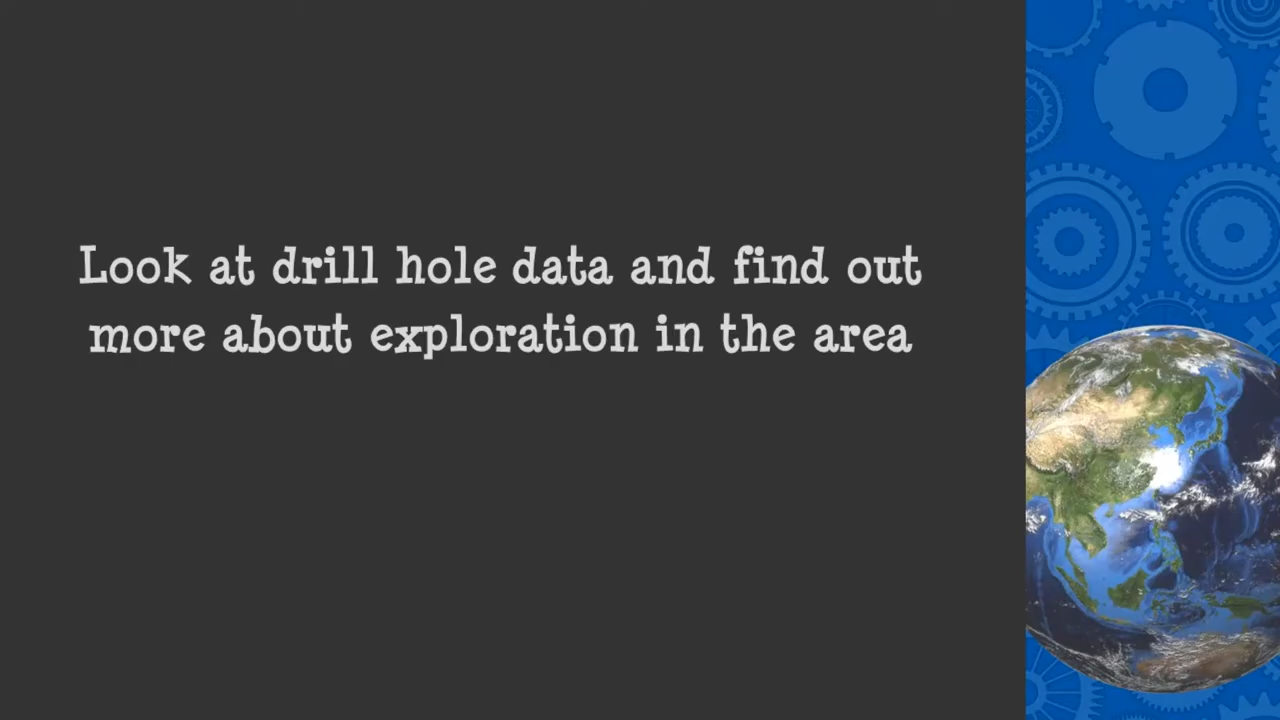 Look at drill hole data and find out
more about exploration in the area